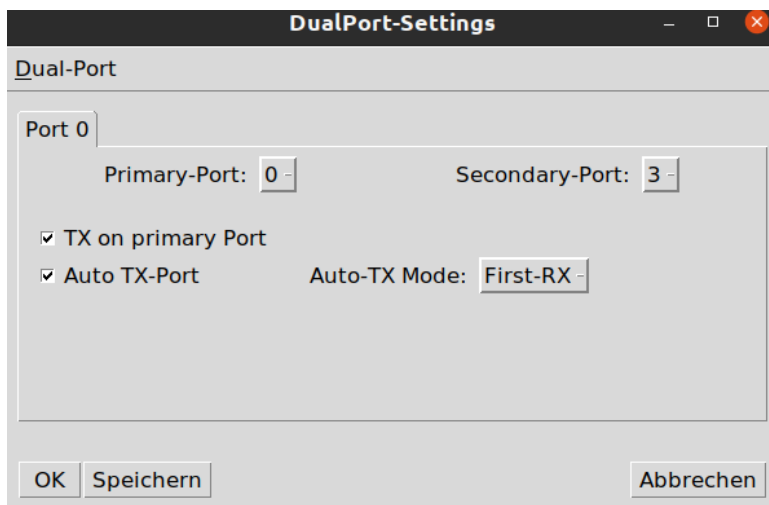 DualPort-Settings
Dual-Port
Port 0
Primary-Port: 0 Secondary-Port: 3
TX on primary Port
Auto TX-Port Auto-TX Mode: First-RX
OK Speichern Abbrechen